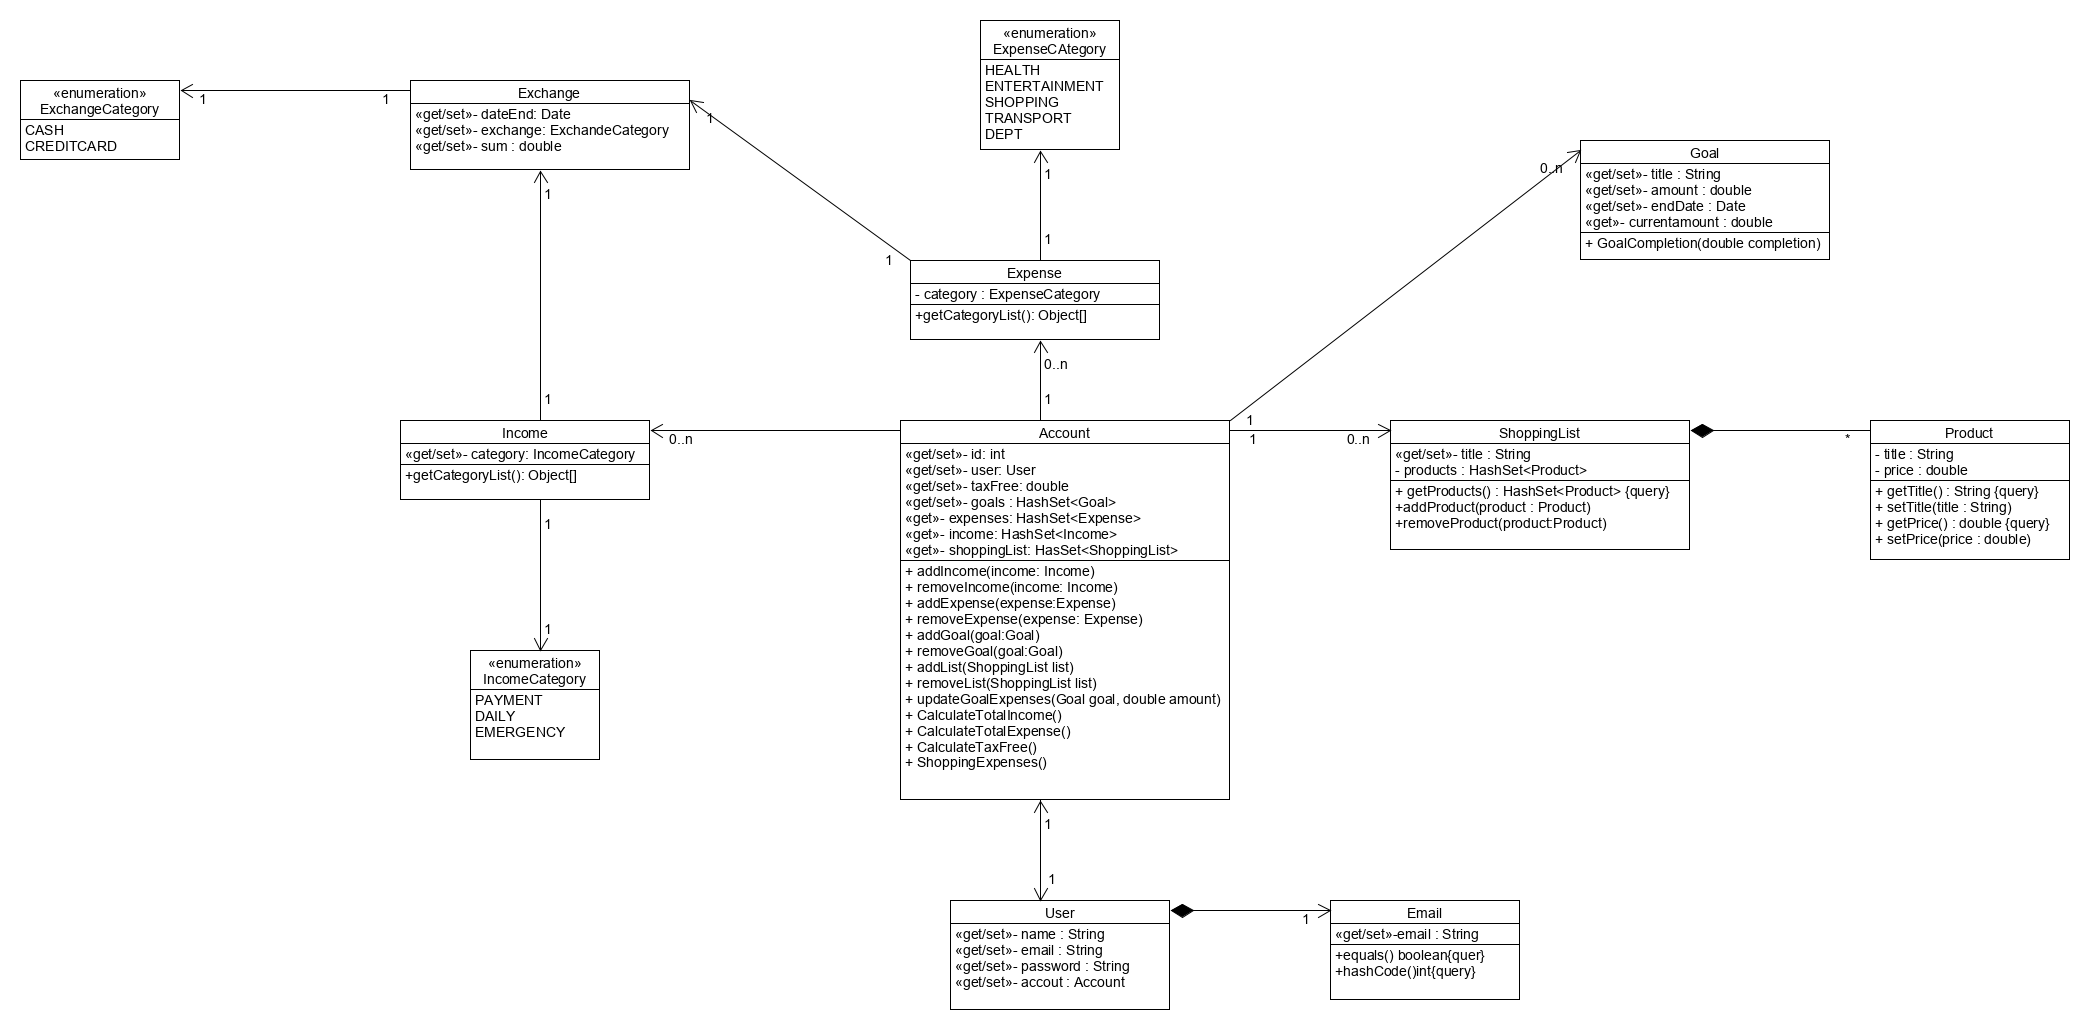 «enumeration»
ExpenseCAtegory
HEALTH
ENTERTAINMENT
SHOPPING
TRANSPORT
DEPT
1
1
«enumeration»
ExchangeCategory
CASH
CREDITCARD
1
1
Exchange
«get/set»- dateEnd: Date
«get/set»- exchange: ExchandeCategory
«get/set»- sum : double
1
1
1
1
Goal
«get/set»- title : String
«get/set»- amount : double
«get/set»- endDate : Date
«get»- currentamount : double
+ GoalCompletion(double completion)
0..n
1
Expense
- category : ExpenseCategory
+getCategoryList(): Object[]
0..n
1
Income
«get/set»- category: IncomeCategory
+getCategoryList(): Object[]
0..n
1
1
«enumeration»
IncomeCategory
PAYMENT
DAILY
EMERGENCY
Account
«get/set»- id: int
«get/set»- user: User
«get/set»- taxFree: double
«get/set»- goals : HashSet<Goal>
«get»- expenses: HashSet<Expense>
«get»- income: HashSet<Income>
«get»- shoppingList: HasSet<ShoppingList>
+ addIncome(income: Income)
+ removeIncome(income: Income)
+ addExpense(expense:Expense)
+ removeExpense(expense: Expense)
+ addGoal(goal:Goal)
+ removeGoal(goal:Goal)
+ addList(ShoppingList list)
+ removeList(ShoppingList list)
+ updateGoalExpenses(Goal goal, double amount)
+ CalculateTotalIncome()
+ CalculateTotalExpense()
+ CalculateTaxFree()
+ ShoppingExpenses()
1
0..n
ShoppingList
«get/set»- title : String
- products : HashSet<Product>
+ getProducts() : HashSet<Product> {query}
+addProduct(product : Product)
+removeProduct(product:Product)
*
Product
- title : String
- price : double
+ getTitle() : String {query}
+ setTitle(title : String)
+ getPrice() : double {query}
+ setPrice(price : double)
1
1
User
«get/set»- name : String
«get/set»- email : String
«get/set»- password : String
«get/set»- accout : Account
1
Email
«get/set»-email : String
+equals() boolean{quer}
+hashCode()int{query}